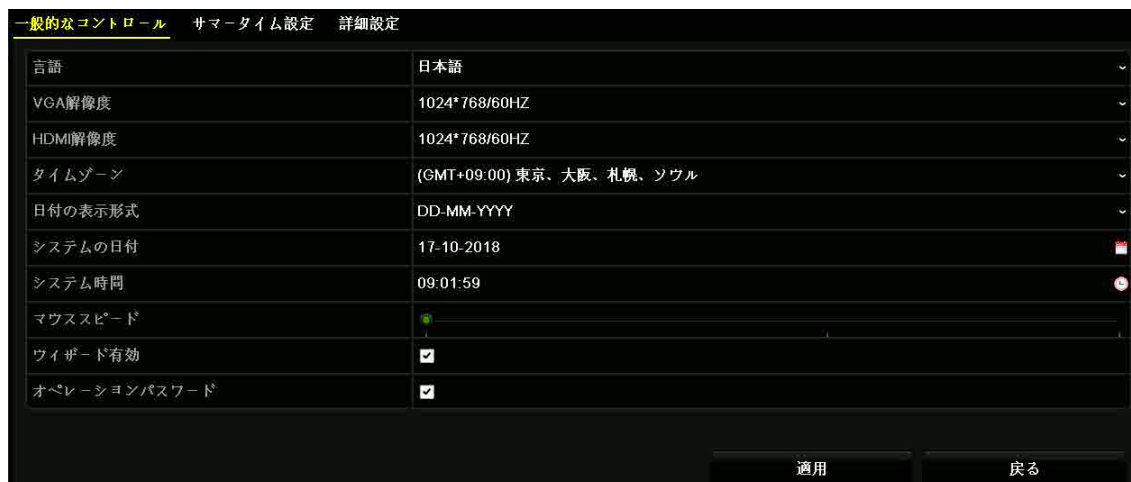 一般的なコントロール サマータイム設定 詳細設定
言語 日本語
VGA解像度 1024*768/60HZ
HDMI解像度 1024*768/60HZ
タイムゾーン (GMT+09:00) 東京、大阪、札幌、ソウル
日付の表示形式 DD-MM-YYYY
システムの日付 17-10-2018
システム時間 09:01:59
マウススピード
ウィザード有効
オペレーションパスワード
適用 戻る